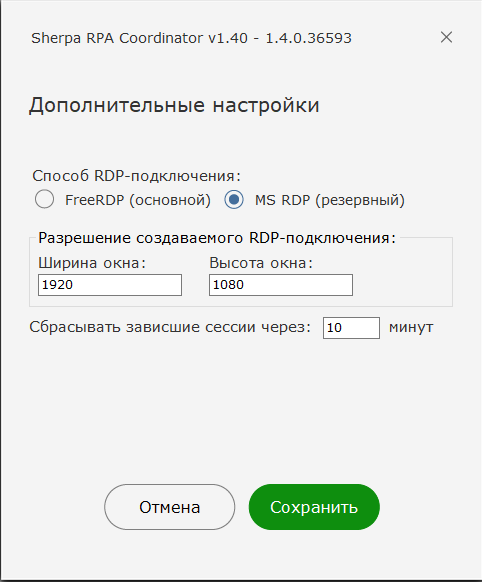 Sherpa RPA Coordinator v1.40 - 1.4.0.36593
Дополнительные настройки
Способ RDP-подключения:
FreeRDP (основной) MS RDP (резервный)
Разрешение создаваемого RDP-подключения:
Ширина окна: Высота окна:
1920 1080
Сбрасывать зависшие сессии через: 10 минут
Отмена Сохранить